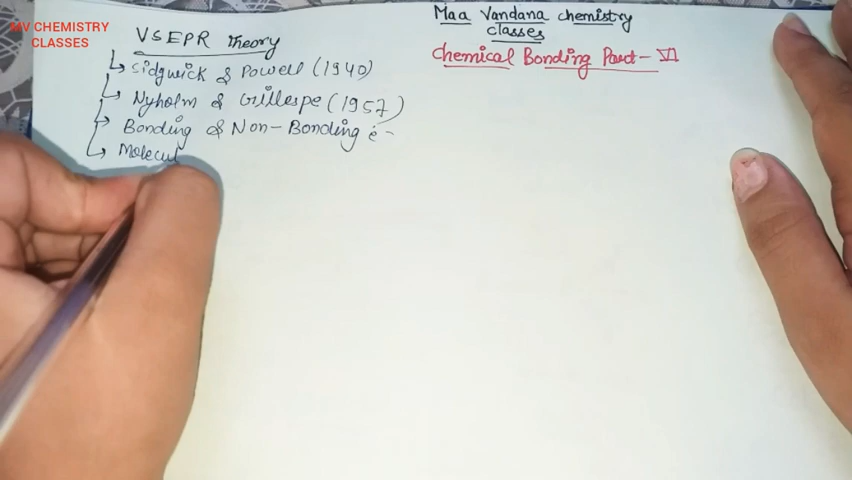 MV CHEMISTRY
CLASSES
VSEPR Theory
Sidgwick & Powell (1940)
Nyholm & Gillespe (1957)
Bonding & Non-Bonding e-
Molecul
Maa Vandana chemistry
classes
Chemical Bonding Part-VI